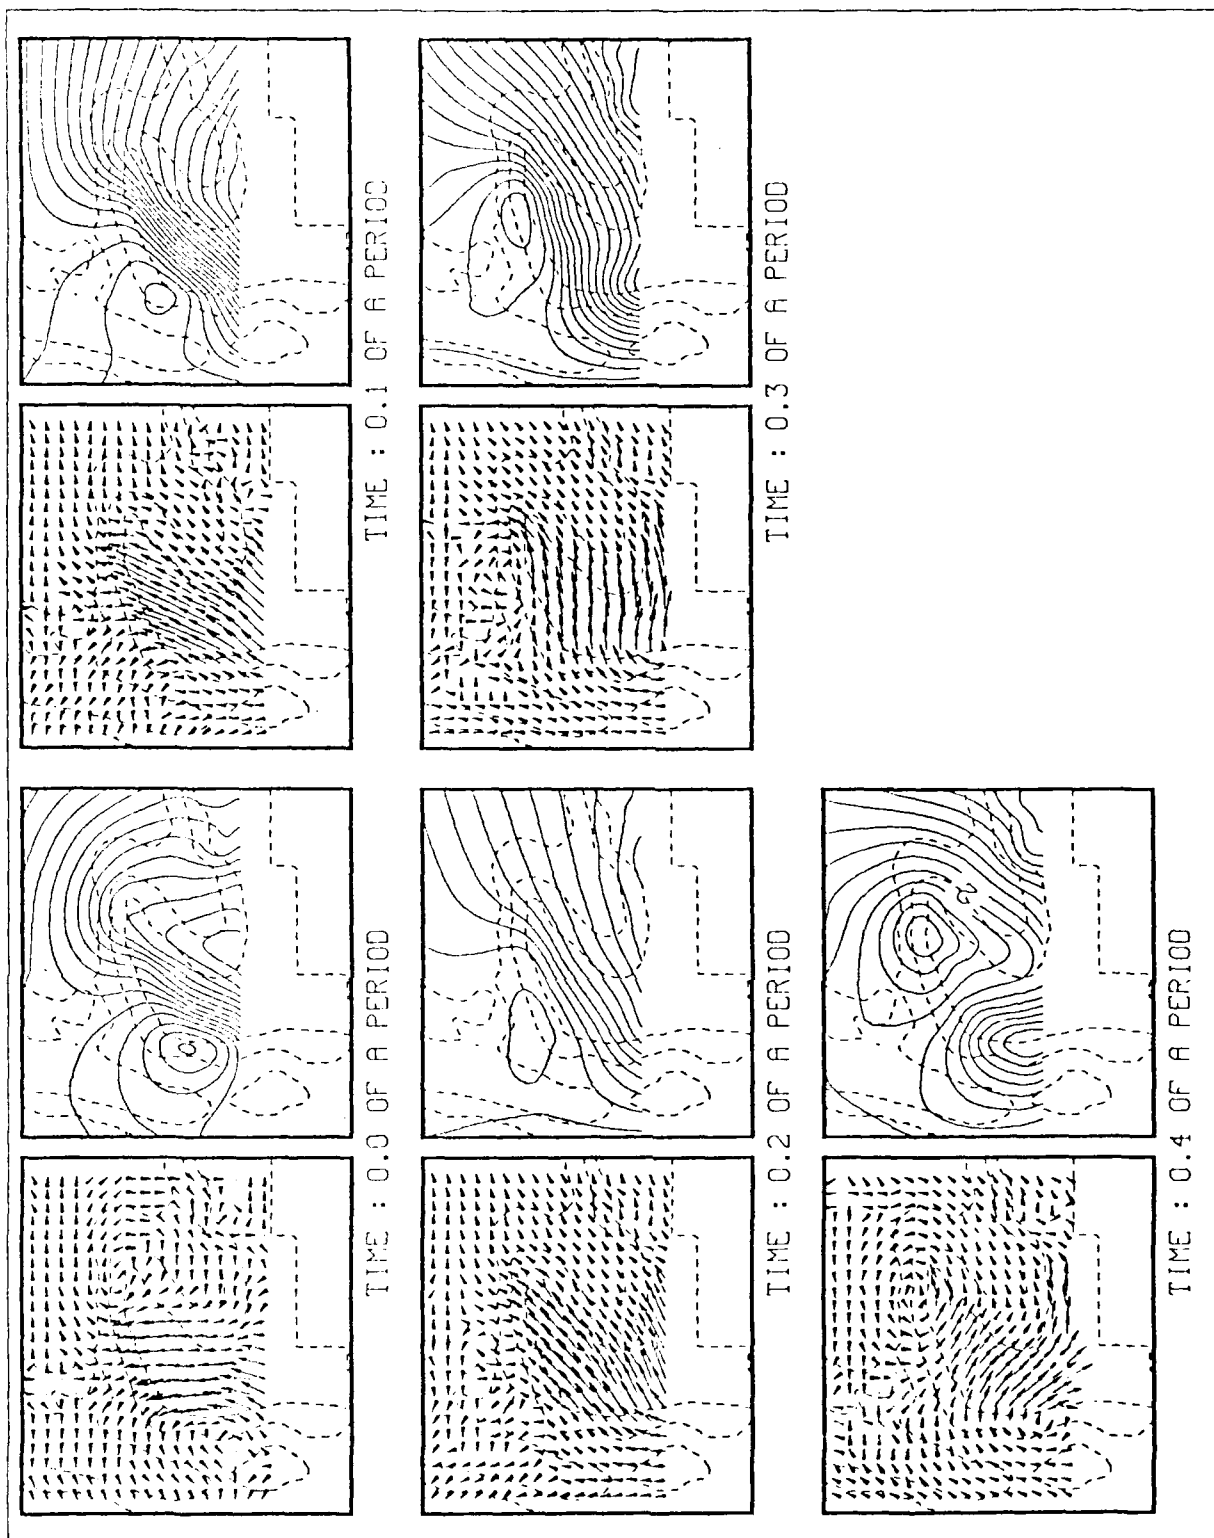 TIME : 0.0 OF A PERIOD
TIME : 0.1 OF A PERIOD
TIME : 0.2 OF A PERIOD
TIME : 0.3 OF A PERIOD
2
TIME : 0.4 OF A PERIOD